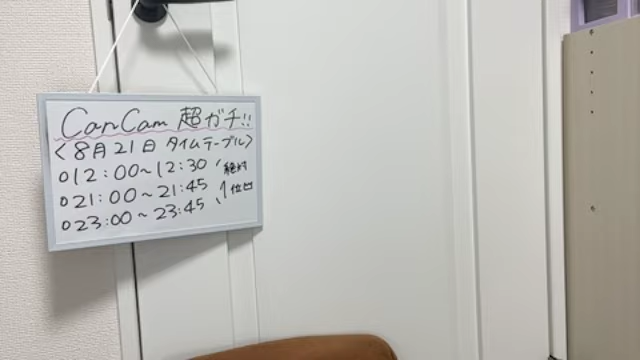 CanCam 超ガチ!!
<8月21日 タイムテーブル>
○12:00~12:30
○21:00~21:45
○23:00~23:45
絶対
1位